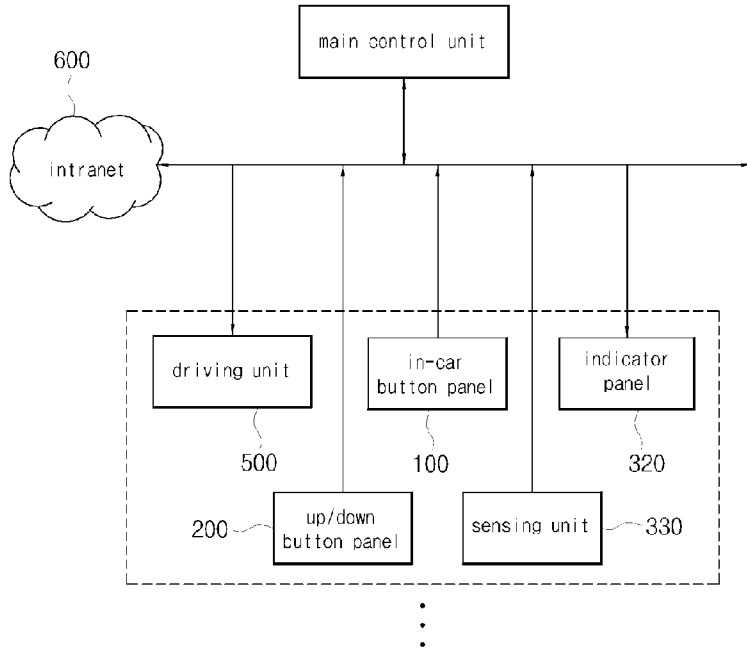 main control unit
600
intranet
driving unit
in-car
button panel
indicator
panel
500
100
320
200
up/down
button panel
sensing unit
330